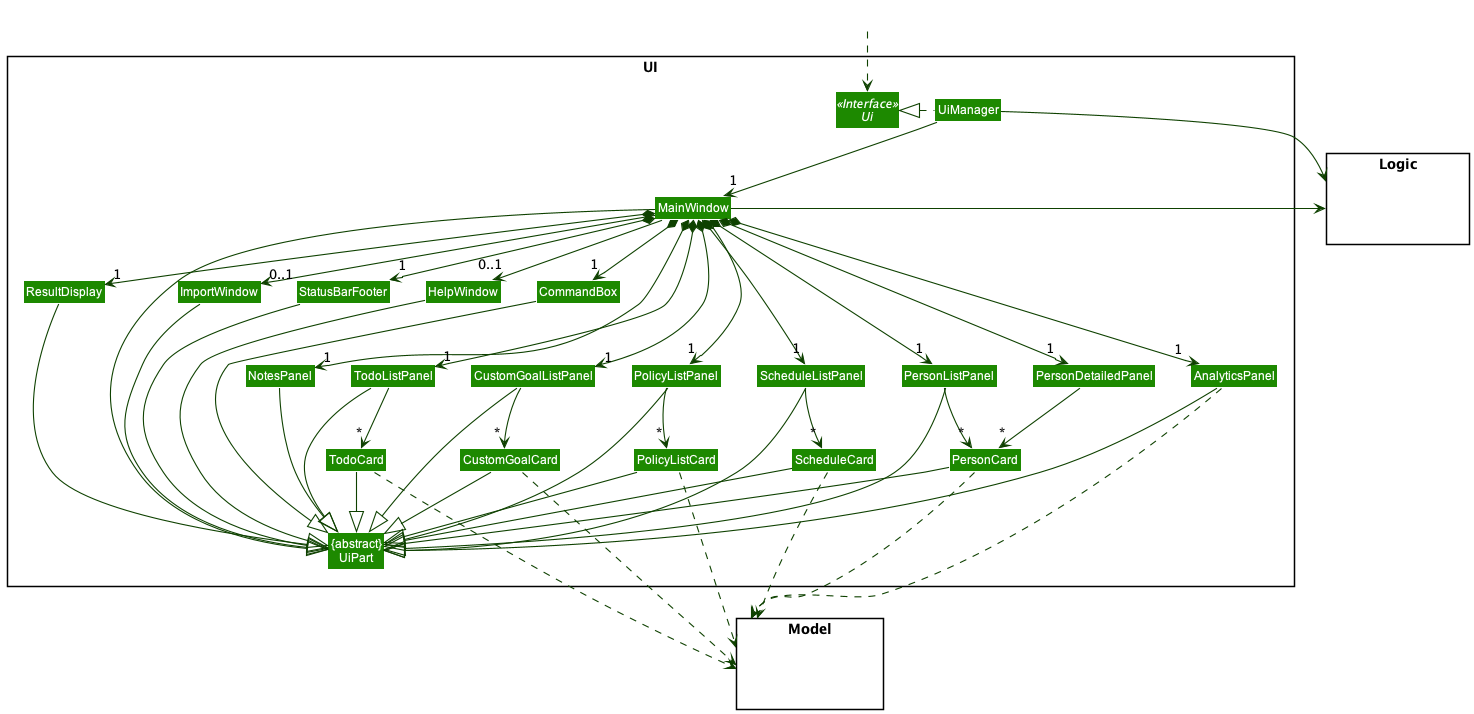 UI
«Interface»
Ui
UiManager
Logic
1
MainWindow
1
0..1
1
0..1
1
ResultDisplay
ImportWindow
StatusBarFooter
HelpWindow
CommandBox
1
1
1
1
1
1
1
1
NotesPanel
TodoListPanel
CustomGoalListPanel
PolicyListPanel
ScheduleListPanel
PersonListPanel
PersonDetailedPanel
AnalyticsPanel
*
*
*
*
*
*
TodoCard
CustomGoalCard
PolicyListCard
ScheduleCard
PersonCard
{abstract}
UiPart
Model